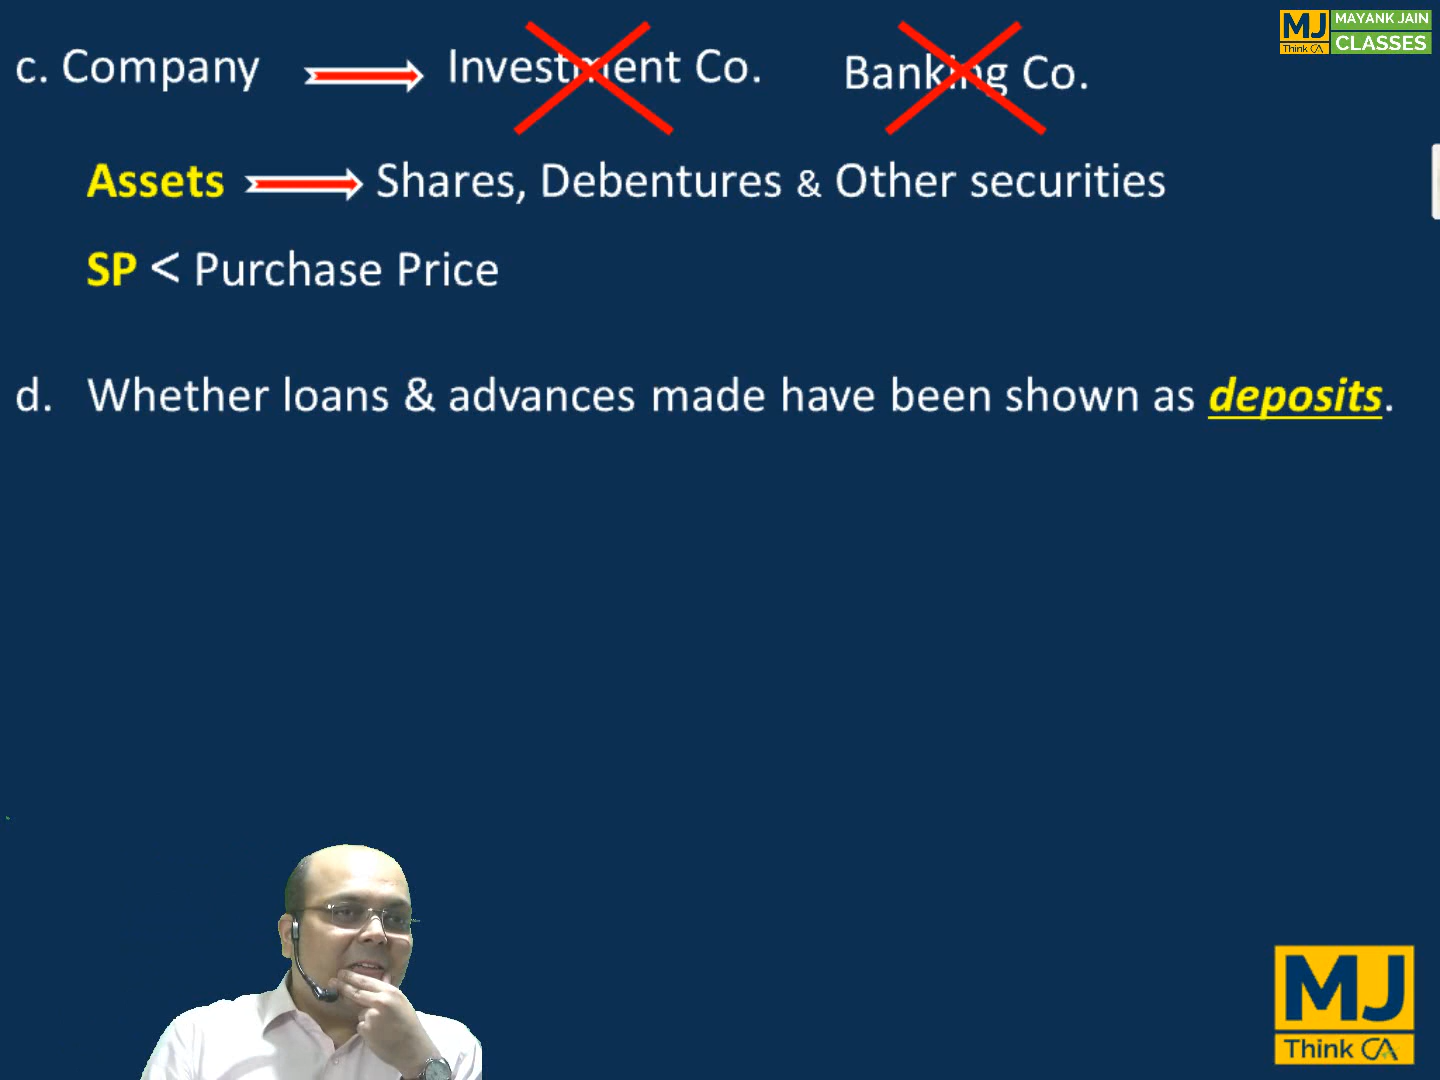 MJ MAYANK JAIN
Think CA CLASSES
c. Company Investment Co. Banking Co.
Assets Shares, Debentures & Other securities
SP < Purchase Price
d. Whether loans & advances made have been shown as deposits.
MJ
Think CA